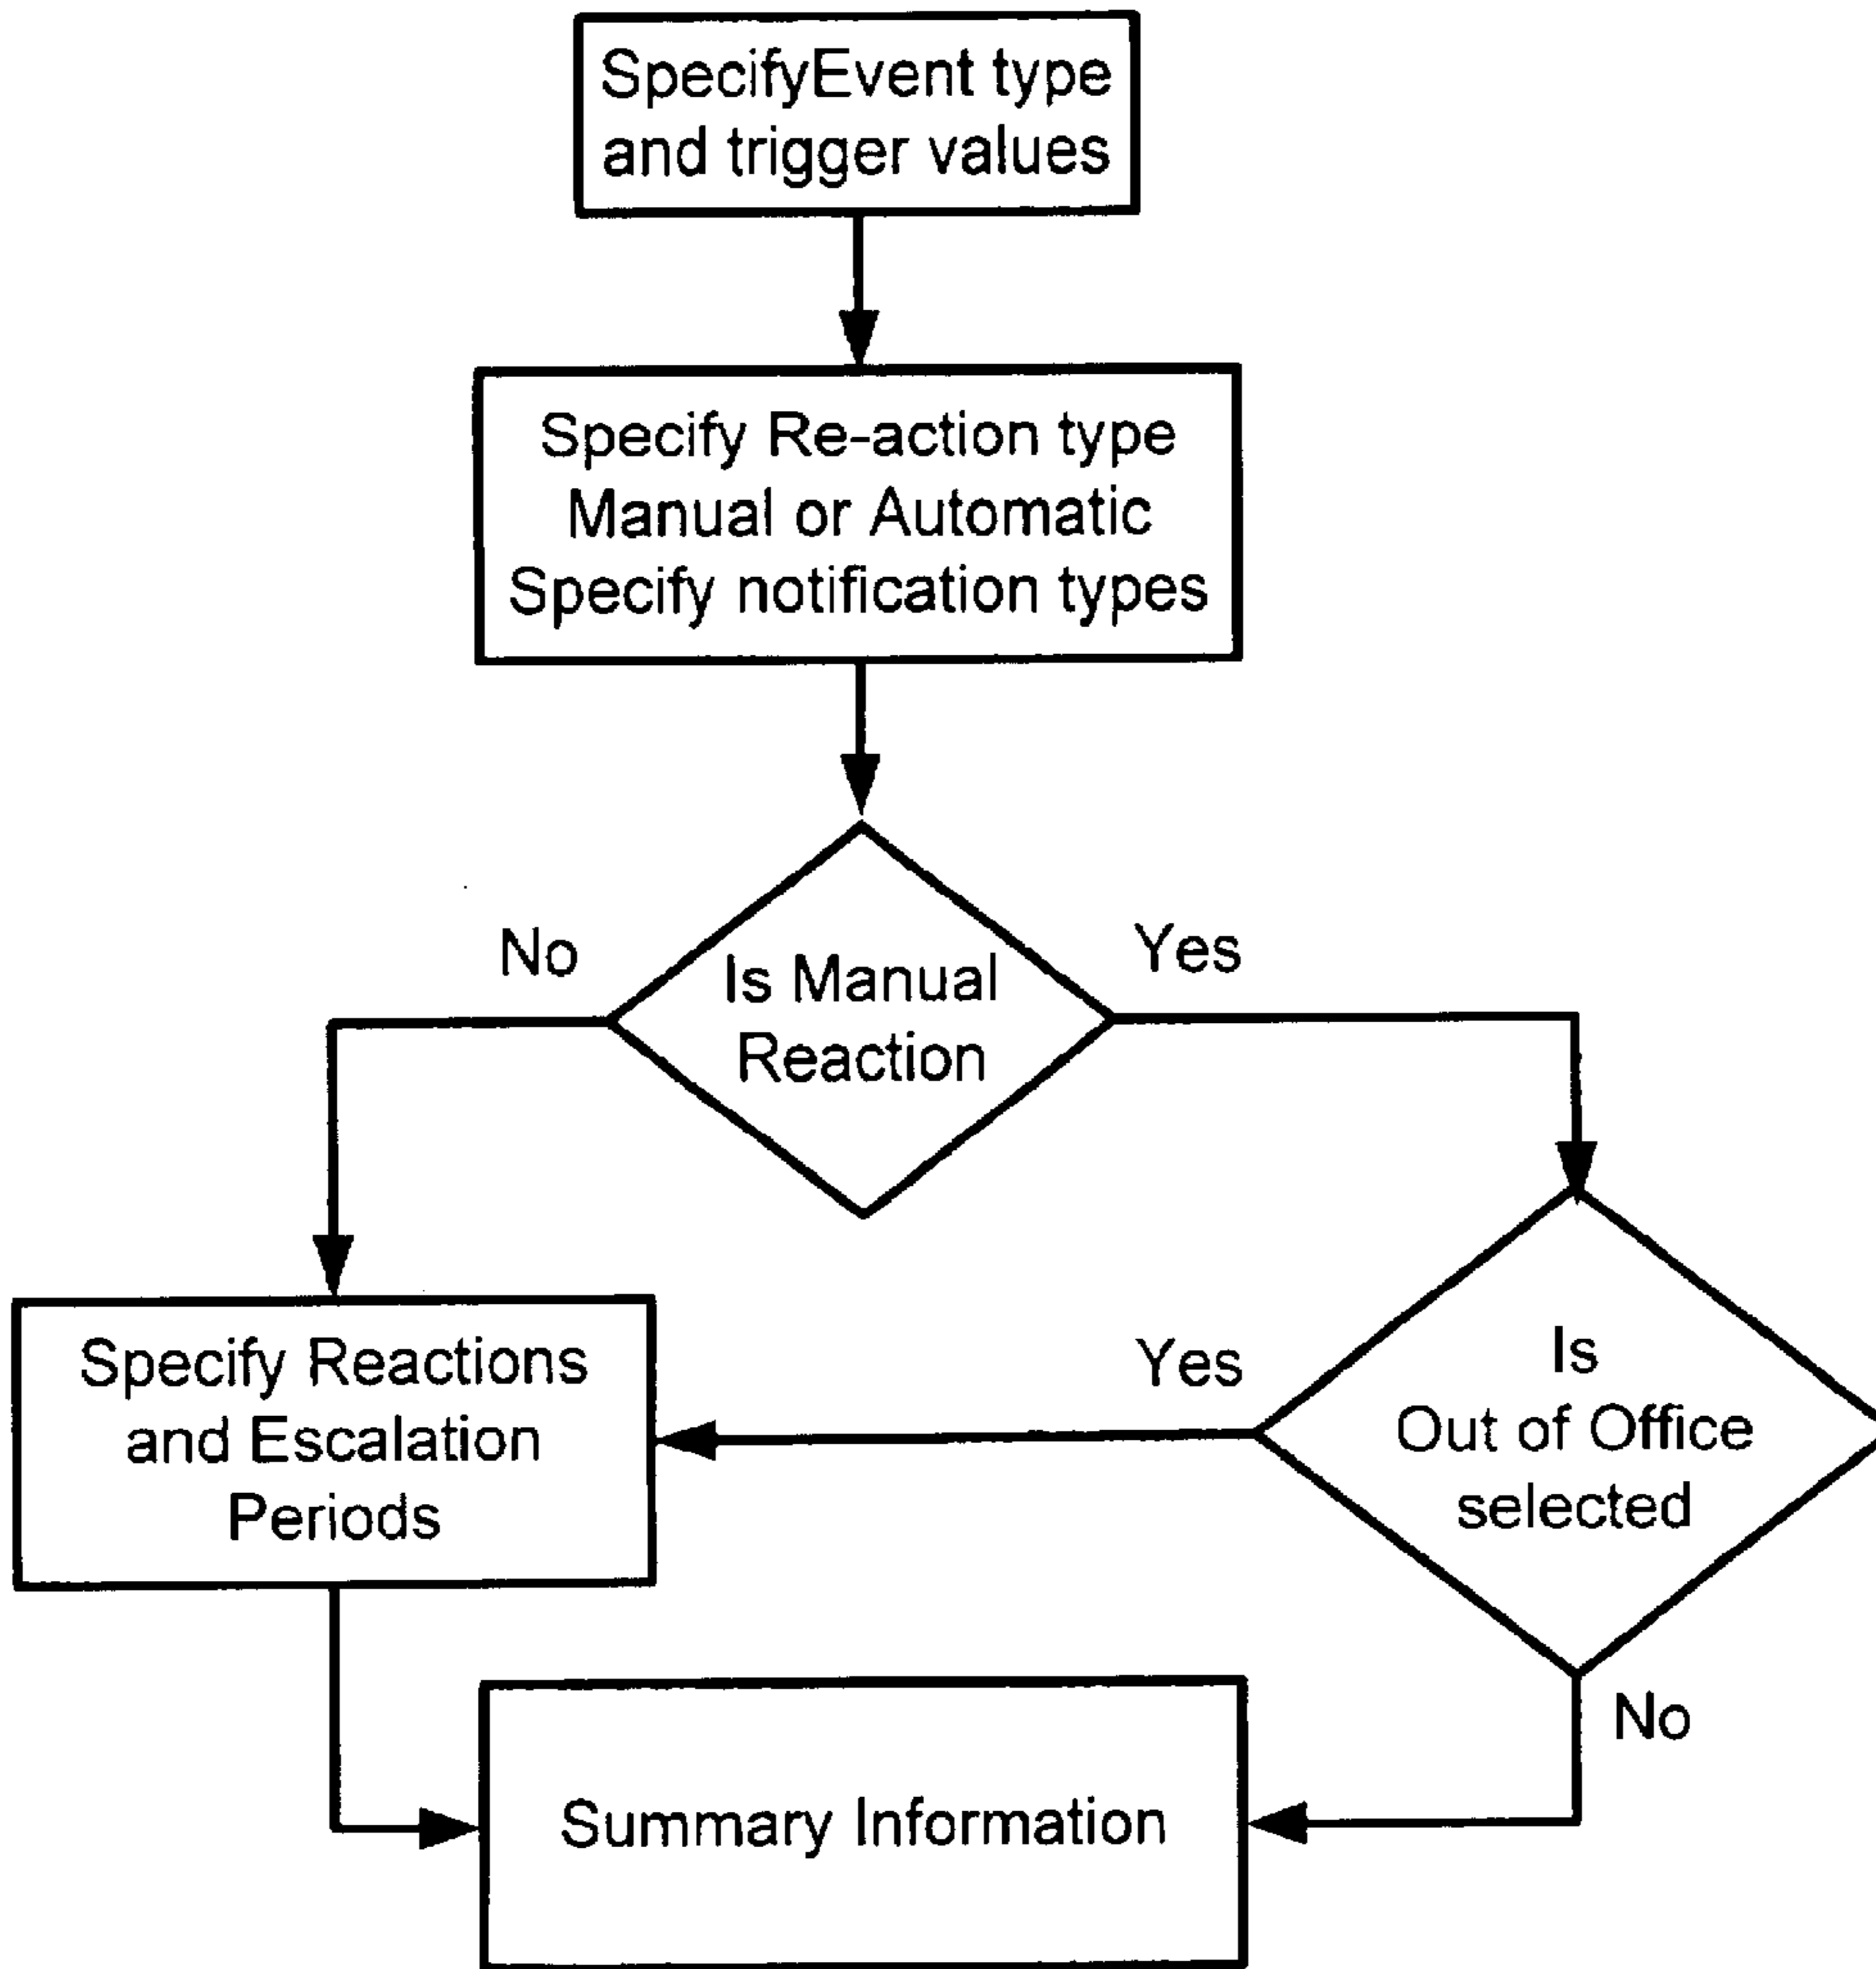 SpecifyEvent type
and trigger values
Specify Re-action type
Manual or Automatic
Specify notification types
No
Yes
Is Manual
Reaction
Specify Reactions
and Escalation
Periods
Yes
Is
Out of Office
selected
No
Summary Information